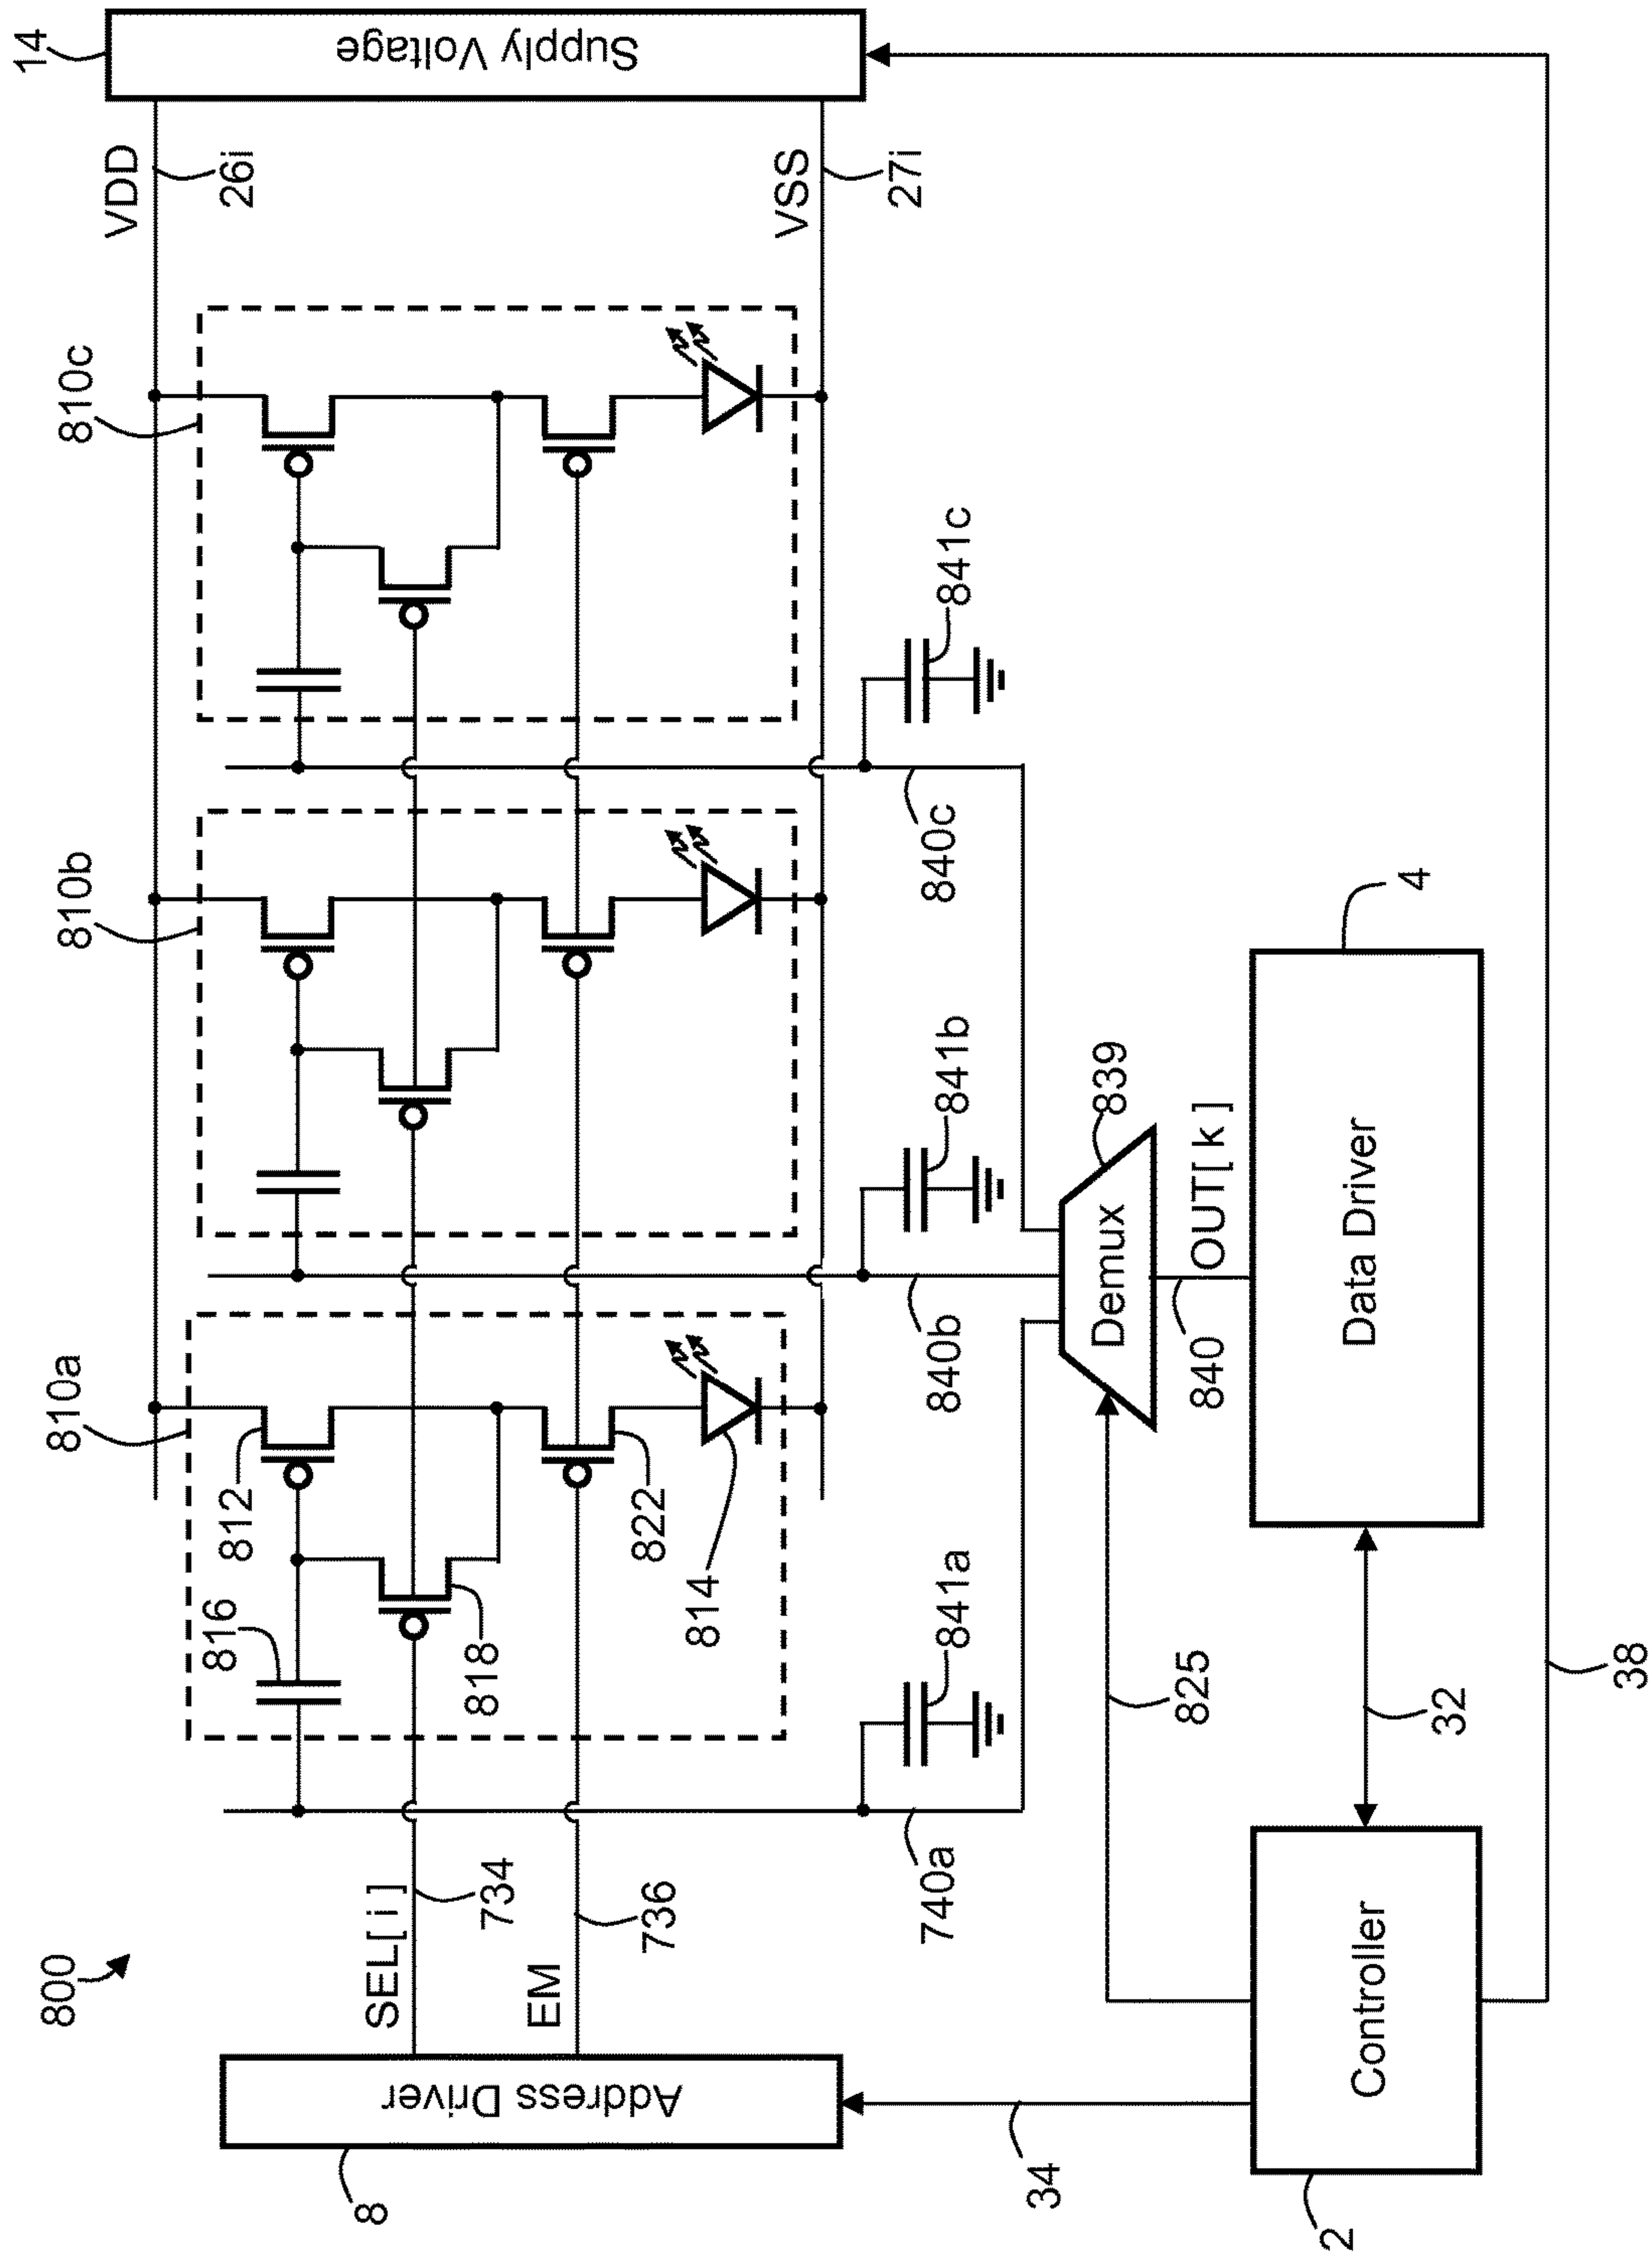 800
8
Address Driver
SEL[ i ]
734
EM
736
816
818
812
822
814
810a
810b
810c
VDD
26i
VSS
27i
14
Supply Voltage
740a
841a
840b
841b
840c
841c
Demux
839
825
840
OUT[ k ]
34
2
Controller
32
Data Driver
4
38